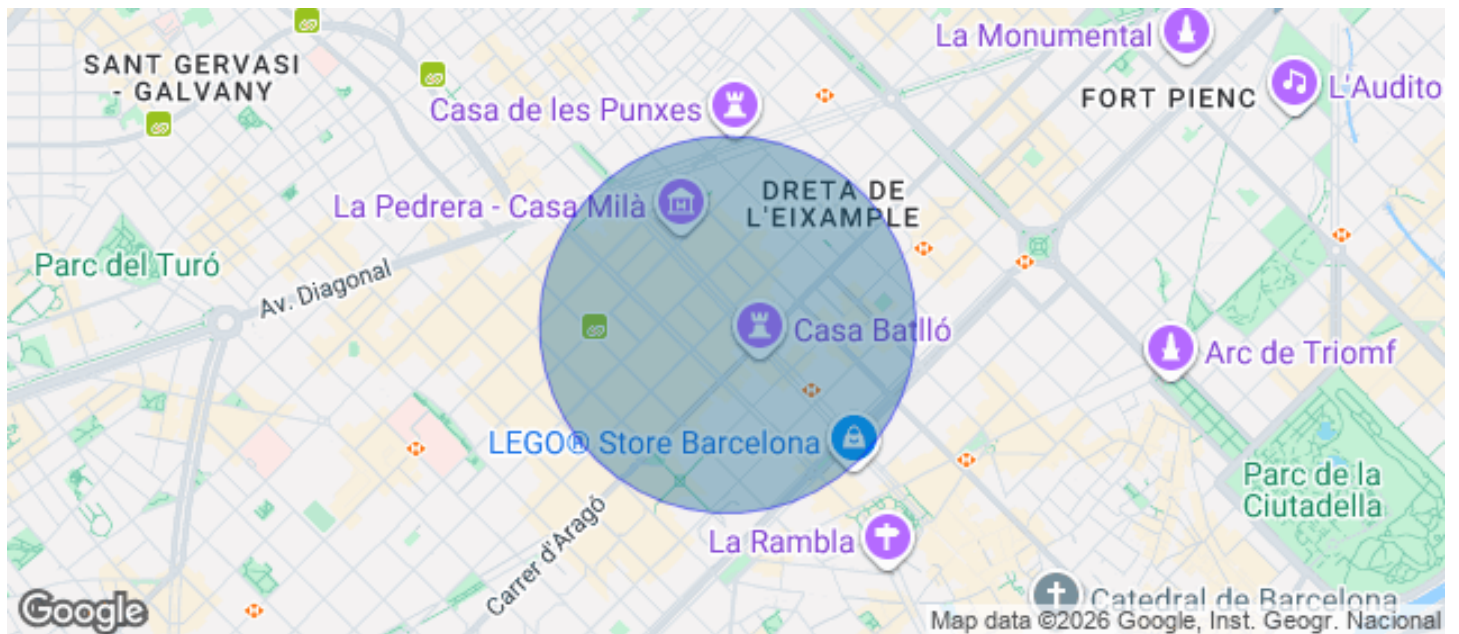 La Monumental
SANT GERVASI
- GALVANY
L'Audito
FORT PIENC
Casa de les Punxes
DRETA DE
L'EIXAMPLE
La Pedrera - Casa Milà
Parc del Turó
Av. Diagonal
Casa Batlló
Arc de Triomf
LEGO® Store Barcelona
Parc de la
Ciutadella
Carrer d'Aragó
La Rambla
Catedral de Barcelona
Google
Map data ©2026 Google, Inst. Geogr. Nacional